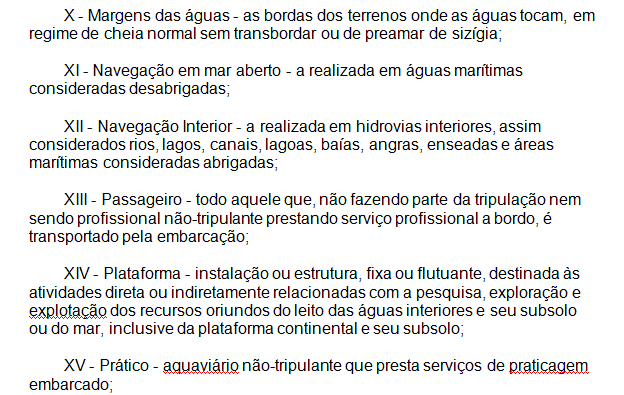 X - Margens das águas - as bordas dos terrenos onde as águas tocam, em
regime de cheia normal sem transbordar ou de preamar de sizígia;
XI - Navegação em mar aberto - a realizada em águas marítimas
consideradas desabrigadas;
XII - Navegação Interior - a realizada em hidrovias interiores, assim
considerados rios, lagos, canais, lagoas, baías, angras, enseadas e áreas
marítimas consideradas abrigadas;
XIII - Passageiro - todo aquele que, não fazendo parte da tripulação nem
sendo profissional não-tripulante prestando serviço profissional a bordo, é
transportado pela embarcação;
XIV - Plataforma - instalação ou estrutura, fixa ou flutuante, destinada às
atividades direta ou indiretamente relacionadas com a pesquisa, exploração e
explotação dos recursos oriundos do leito das águas interiores e seu subsolo
ou do mar, inclusive da plataforma continental e seu subsolo;
XV - Prático - aquaviário não-tripulante que presta serviços de praticagem
embarcado;